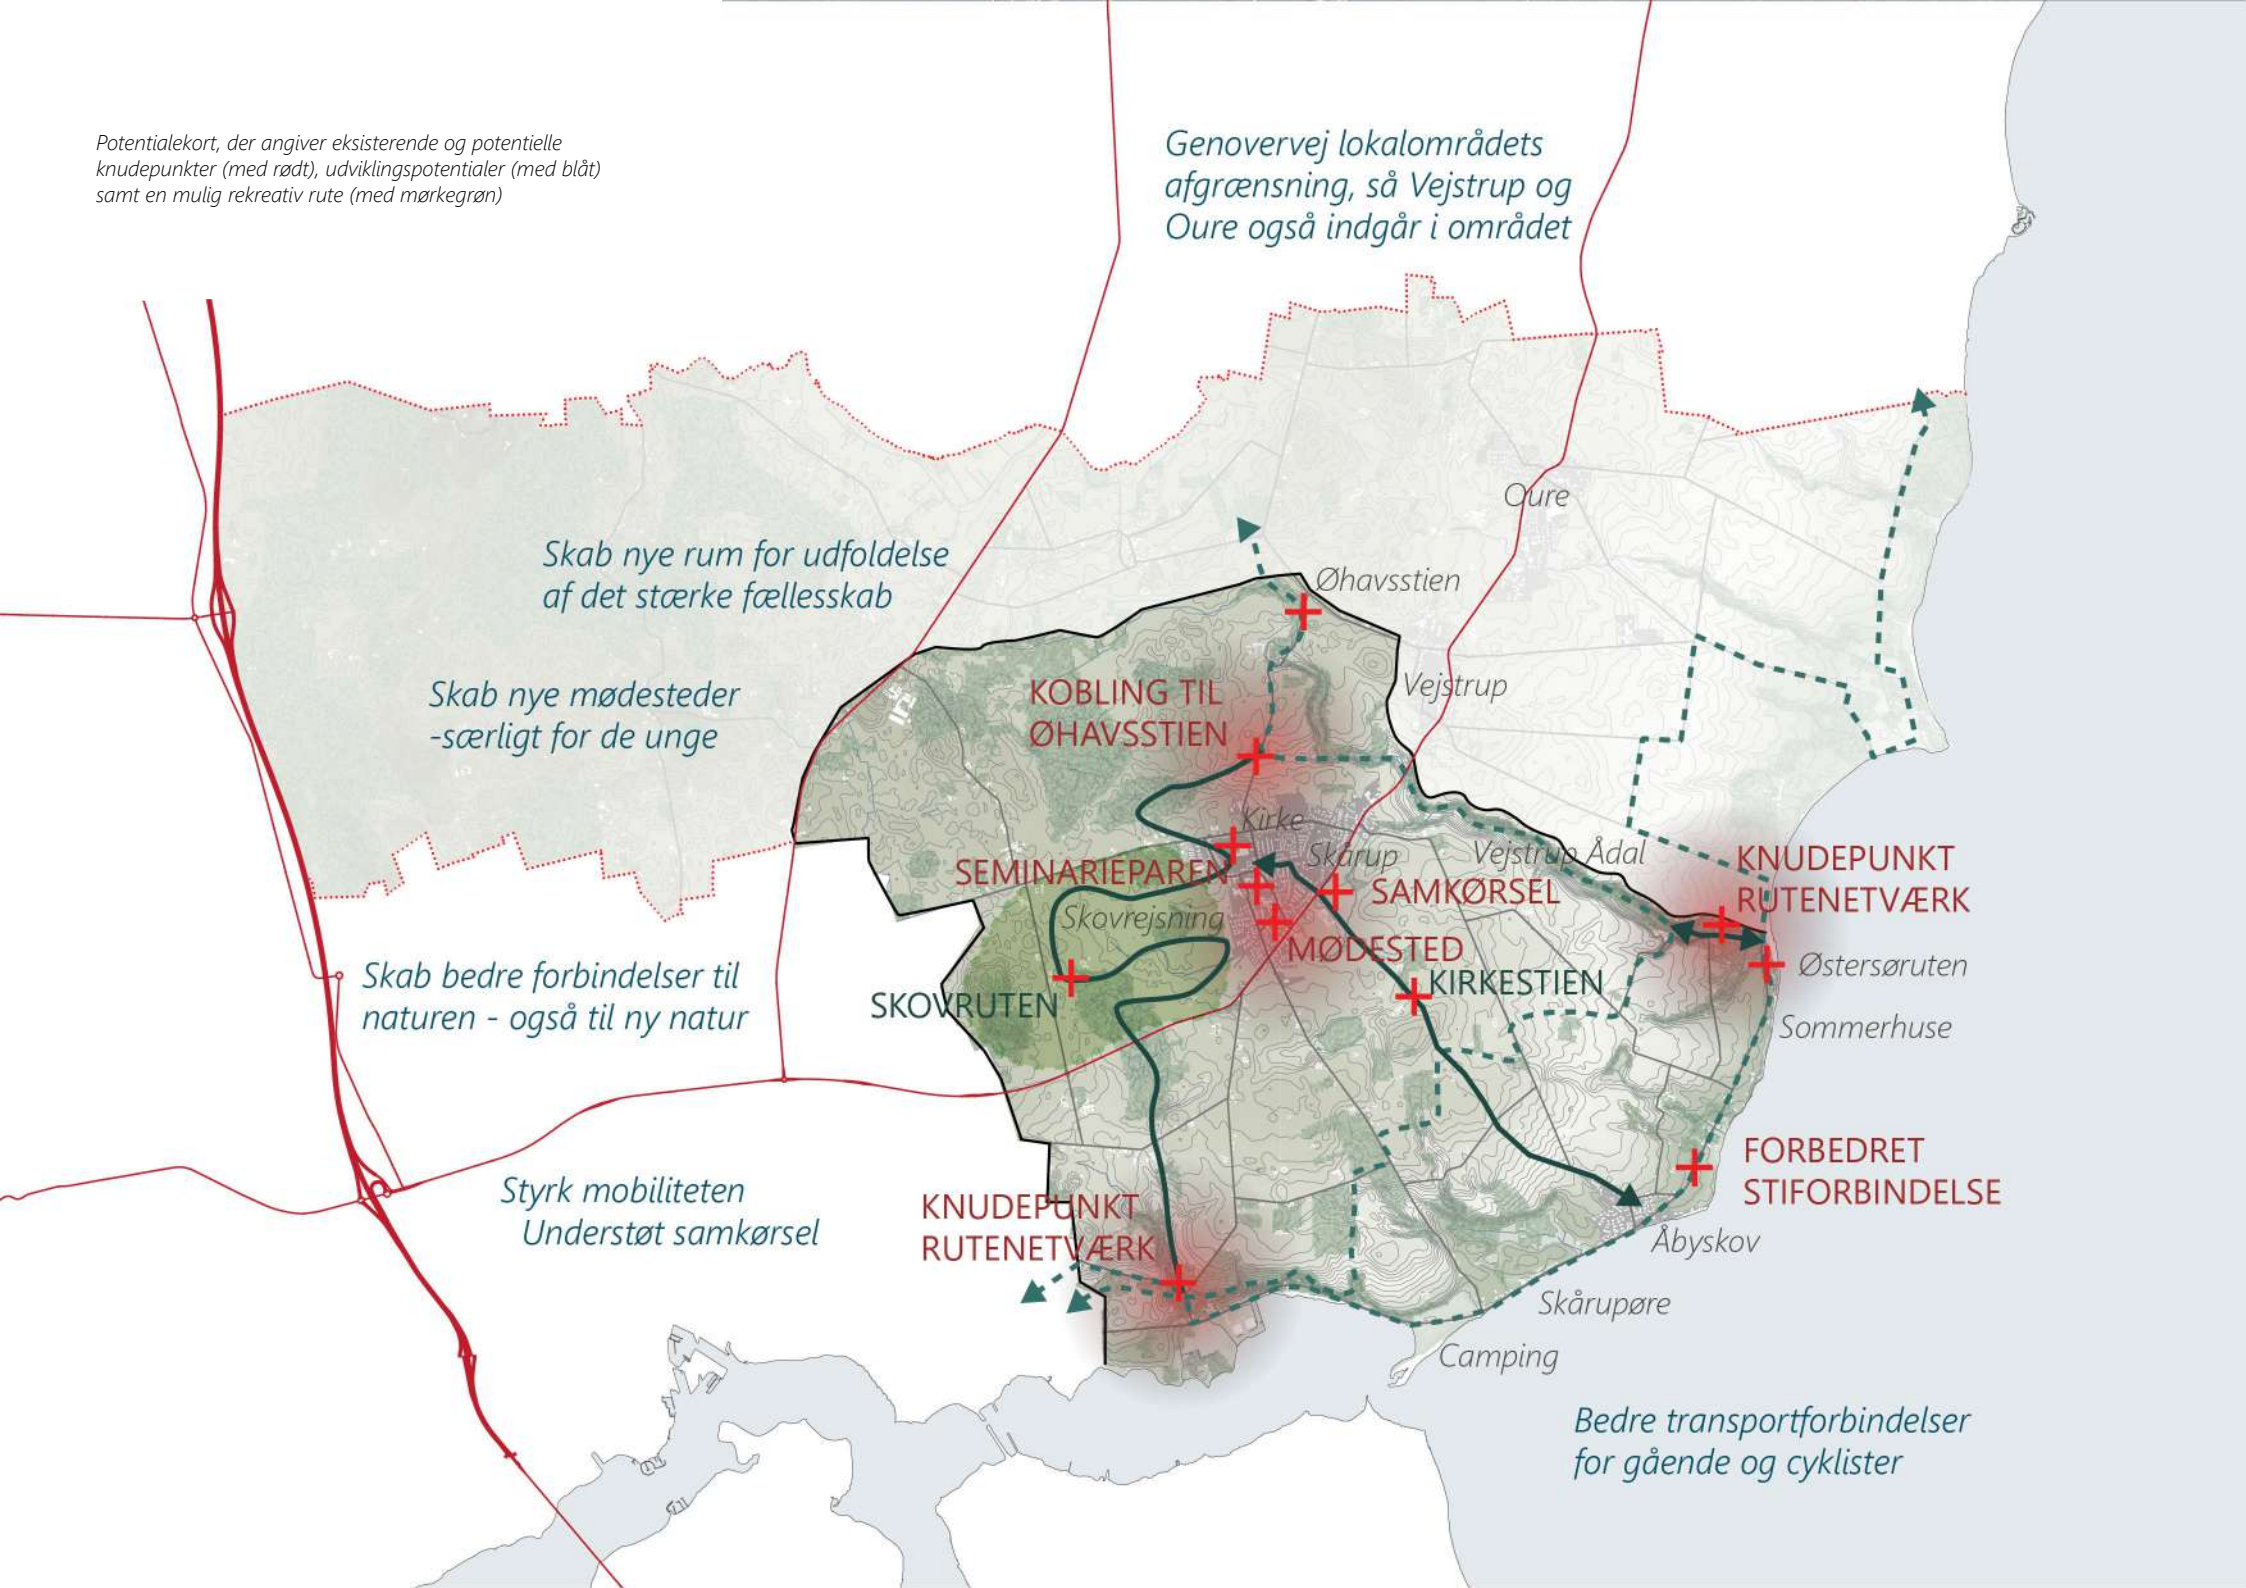 Potentialekort, der angiver eksisterende og potentielle
knudepunkter (med rødt), udviklingspotentialer (med blåt)
samt en mulig rekreativ rute (med mørkegrøn)
Genovervej lokalområdets
afgrænsning, så Vejstrup og
Oure også indgår i området
Oure
Skab nye rum for udfoldelse
af det stærke fællesskab
Øhavsstien
Skab nye mødesteder
-særligt for de unge
KOBLING TIL
ØHAVSSTIEN
Vejstrup
Kirke
Skårup
Vejstrup Ådal
KNUDEPUNKT
RUTENETVÆRK
SEMINARIEPAREN
SAMKØRSEL
Skovrejsning
MØDESTED
KIRKESTIEN
Østersøruten
Skab bedre forbindelser til
naturen - også til ny natur
SKOVRUTEN
Sommerhuse
FORBEDRET
STIFORBINDELSE
Styrk mobiliteten
Understøt samkørsel
KNUDEPUNKT
RUTENETVÆRK
Åbyskov
Skårupøre
Camping
Bedre transportforbindelser
for gående og cyklister